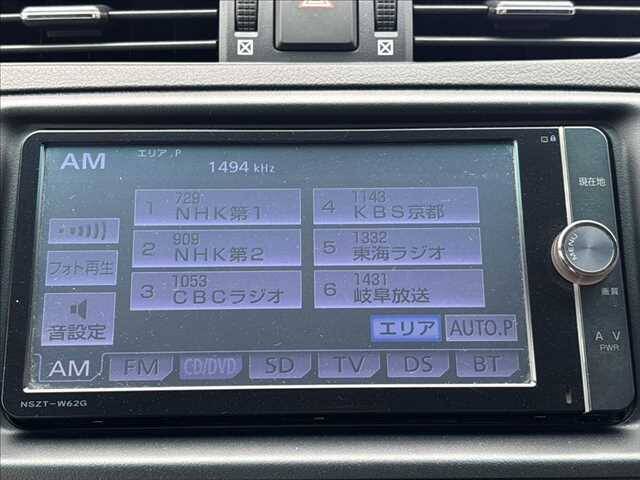 AM エリア.P
1494 kHz
現在地
1 729 NHK第1
4 1143 KBS京都
2 909 NHK第2
5 1332 東海ラジオ
3 1053 CBCラジオ
6 1431 岐阜放送
フォト再生
音設定
エリア AUTO.P
AM FM CD/DVD SD TV DS BT
MENU
画質
∧ V
PWR
NSZT-W62G